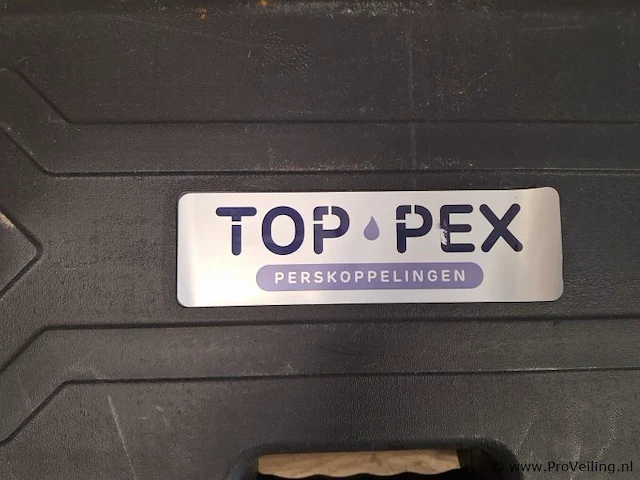 TOP PEX
PERSKOPPELINGEN
© www.ProVeiling.nl